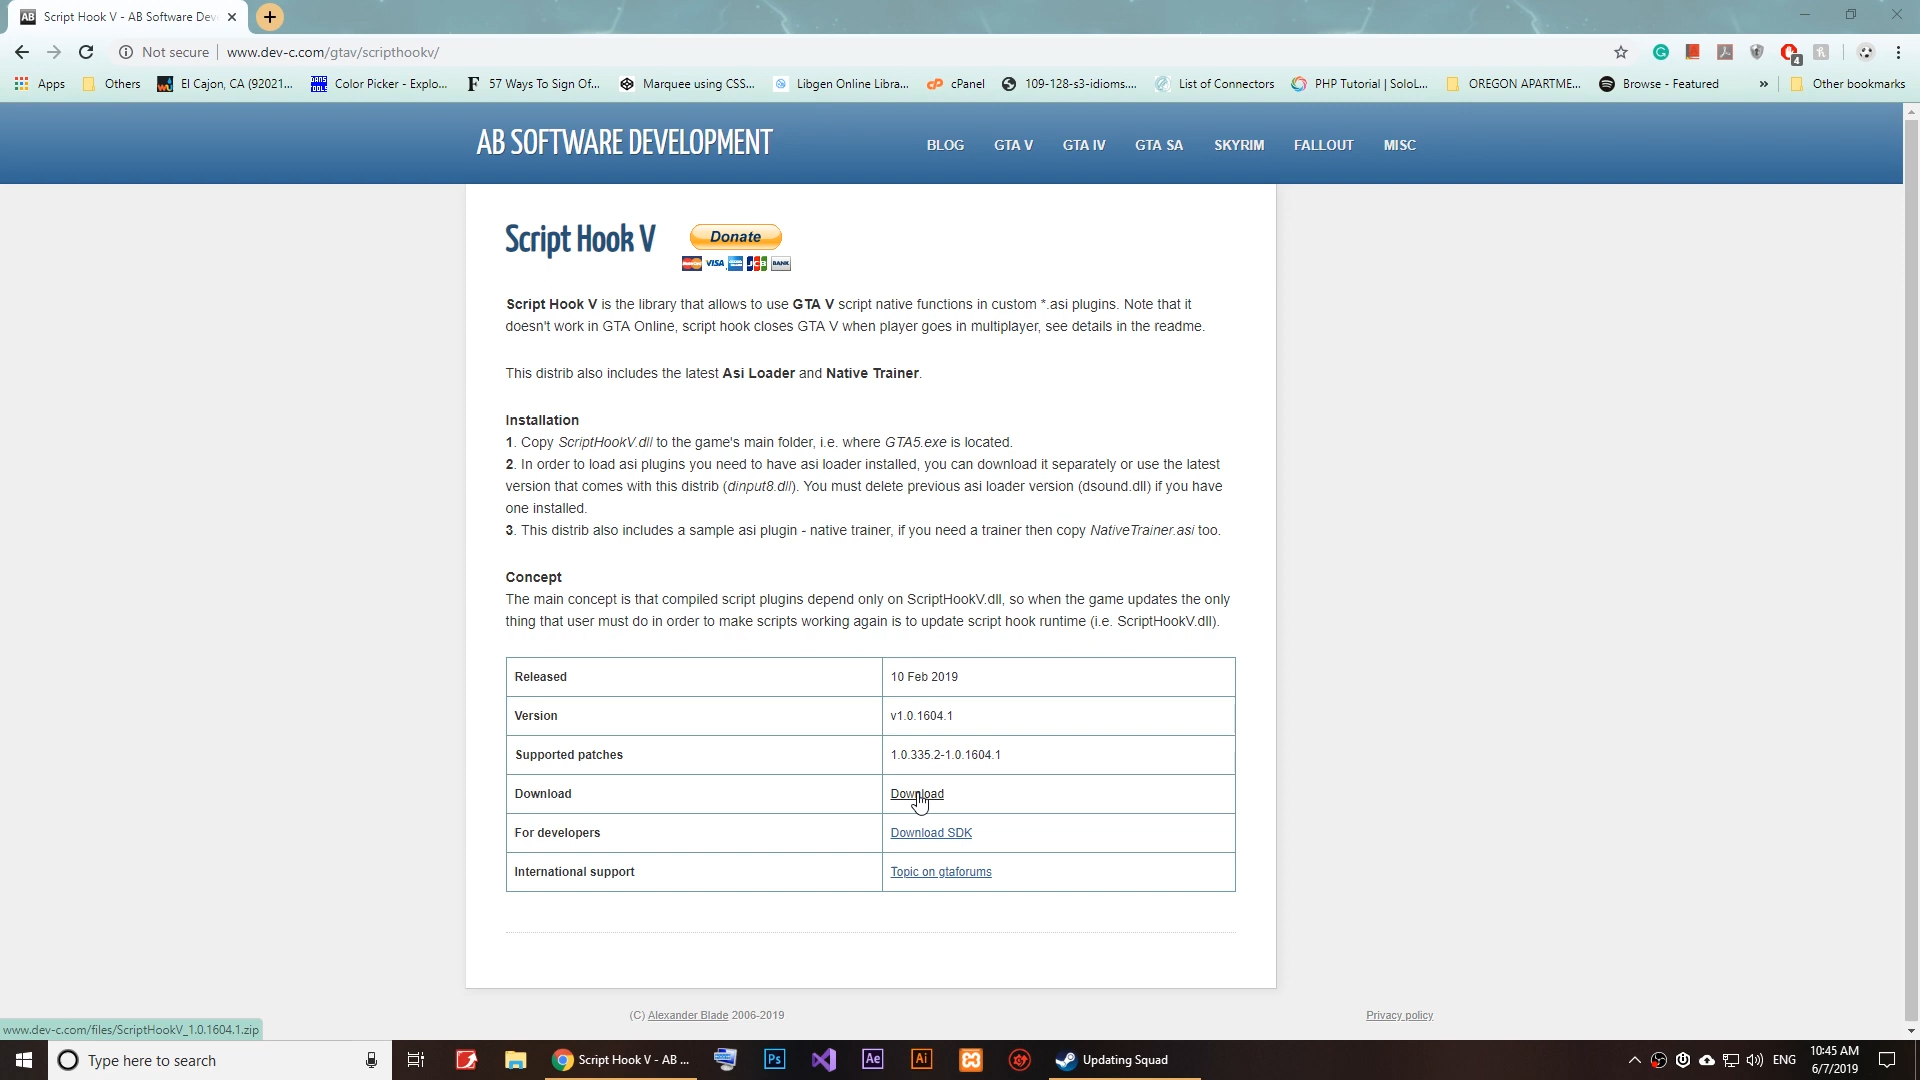 Script Hook V - AB Software Dev
Not secure
www.dev-c.com/gtav/scripthookv/
4
Apps
Others
El Cajon, CA (92021...
Color Picker - Explo...
57 Ways To Sign Of...
Marquee using CSS...
Libgen Online Libra...
cPanel
109-128-s3-idioms....
List of Connectors
PHP Tutorial | SoloL...
OREGON APARTME...
Browse - Featured
»
Other bookmarks
AB SOFTWARE DEVELOPMENT
BLOG
GTA V
GTA IV
GTA SA
SKYRIM
FALLOUT
MISC
Script Hook V
Donate
VISA
JCB
BANK
Script Hook V is the library that allows to use GTA V script native functions in custom *.asi plugins. Note that it
doesn't work in GTA Online, script hook closes GTA V when player goes in multiplayer, see details in the readme.
This distrib also includes the latest Asi Loader and Native Trainer.
Installation
1. Copy ScriptHookV.dll to the game's main folder, i.e. where GTA5.exe is located.
2. In order to load asi plugins you need to have asi loader installed, you can download it separately or use the latest
version that comes with this distrib (dinput8.dll). You must delete previous asi loader version (dsound.dll) if you have
one installed.
3. This distrib also includes a sample asi plugin - native trainer, if you need a trainer then copy NativeTrainer.asi too.
Concept
The main concept is that compiled script plugins depend only on ScriptHookV.dll, so when the game updates the only
thing that user must do in order to make scripts working again is to update script hook runtime (i.e. ScriptHookV.dll).
Released
10 Feb 2019
Version
v1.0.1604.1
Supported patches
1.0.335.2-1.0.1604.1
Download
Download
For developers
Download SDK
International support
Topic on gtaforums
(C) Alexander Blade 2006-2019
Privacy policy
www.dev-c.com/files/ScriptHookV_1.0.1604.1.zip
Type here to search
Script Hook V - AB ...
Ps
Ae
Ai
Updating Squad
ENG
10:45 AM
6/7/2019